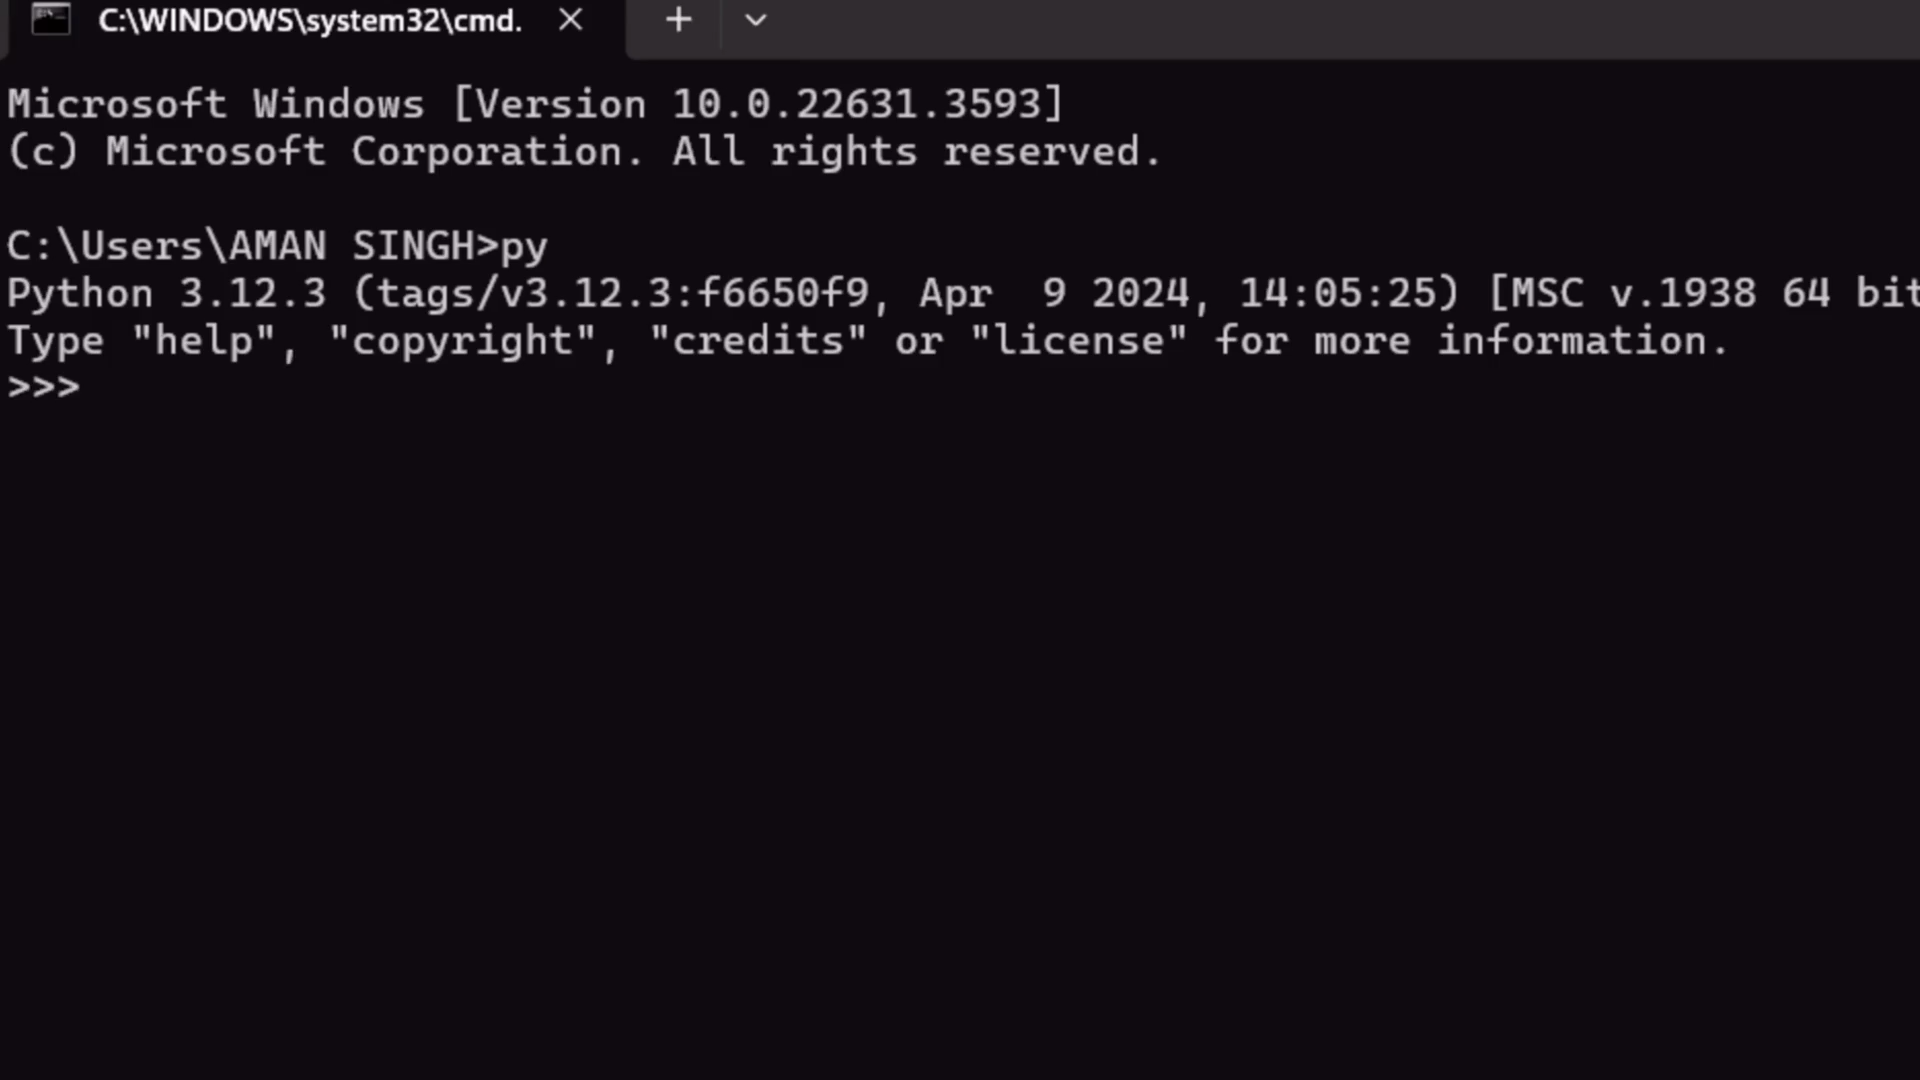 C:\WINDOWS\system32\cmd.
Microsoft Windows [Version 10.0.22631.3593]
(c) Microsoft Corporation. All rights reserved.
C:\Users\AMAN SINGH>py
Python 3.12.3 (tags/v3.12.3:f6650f9, Apr  9 2024, 14:05:25) [MSC v.1938 64 bit
Type "help", "copyright", "credits" or "license" for more information.
>>>